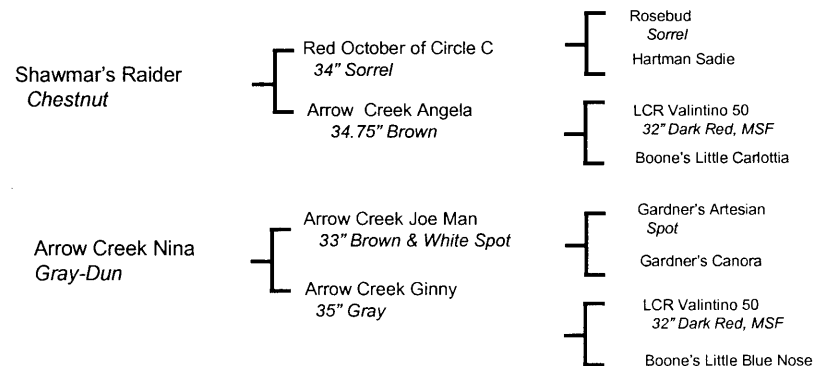 Rosebud
Sorrel
Red October of Circle C
34" Sorrel
Hartman Sadie
Shawmar's Raider
Chestnut
Arrow Creek Angela
34.75" Brown
LCR Valintino 50
32" Dark Red, MSF
Boone's Little Carlottia
Arrow Creek Nina
Gray-Dun
Arrow Creek Joe Man
33" Brown & White Spot
Gardner's Artesian
Spot
Gardner's Canora
Arrow Creek Ginny
35" Gray
LCR Valintino 50
32" Dark Red, MSF
Boone's Little Blue Nose